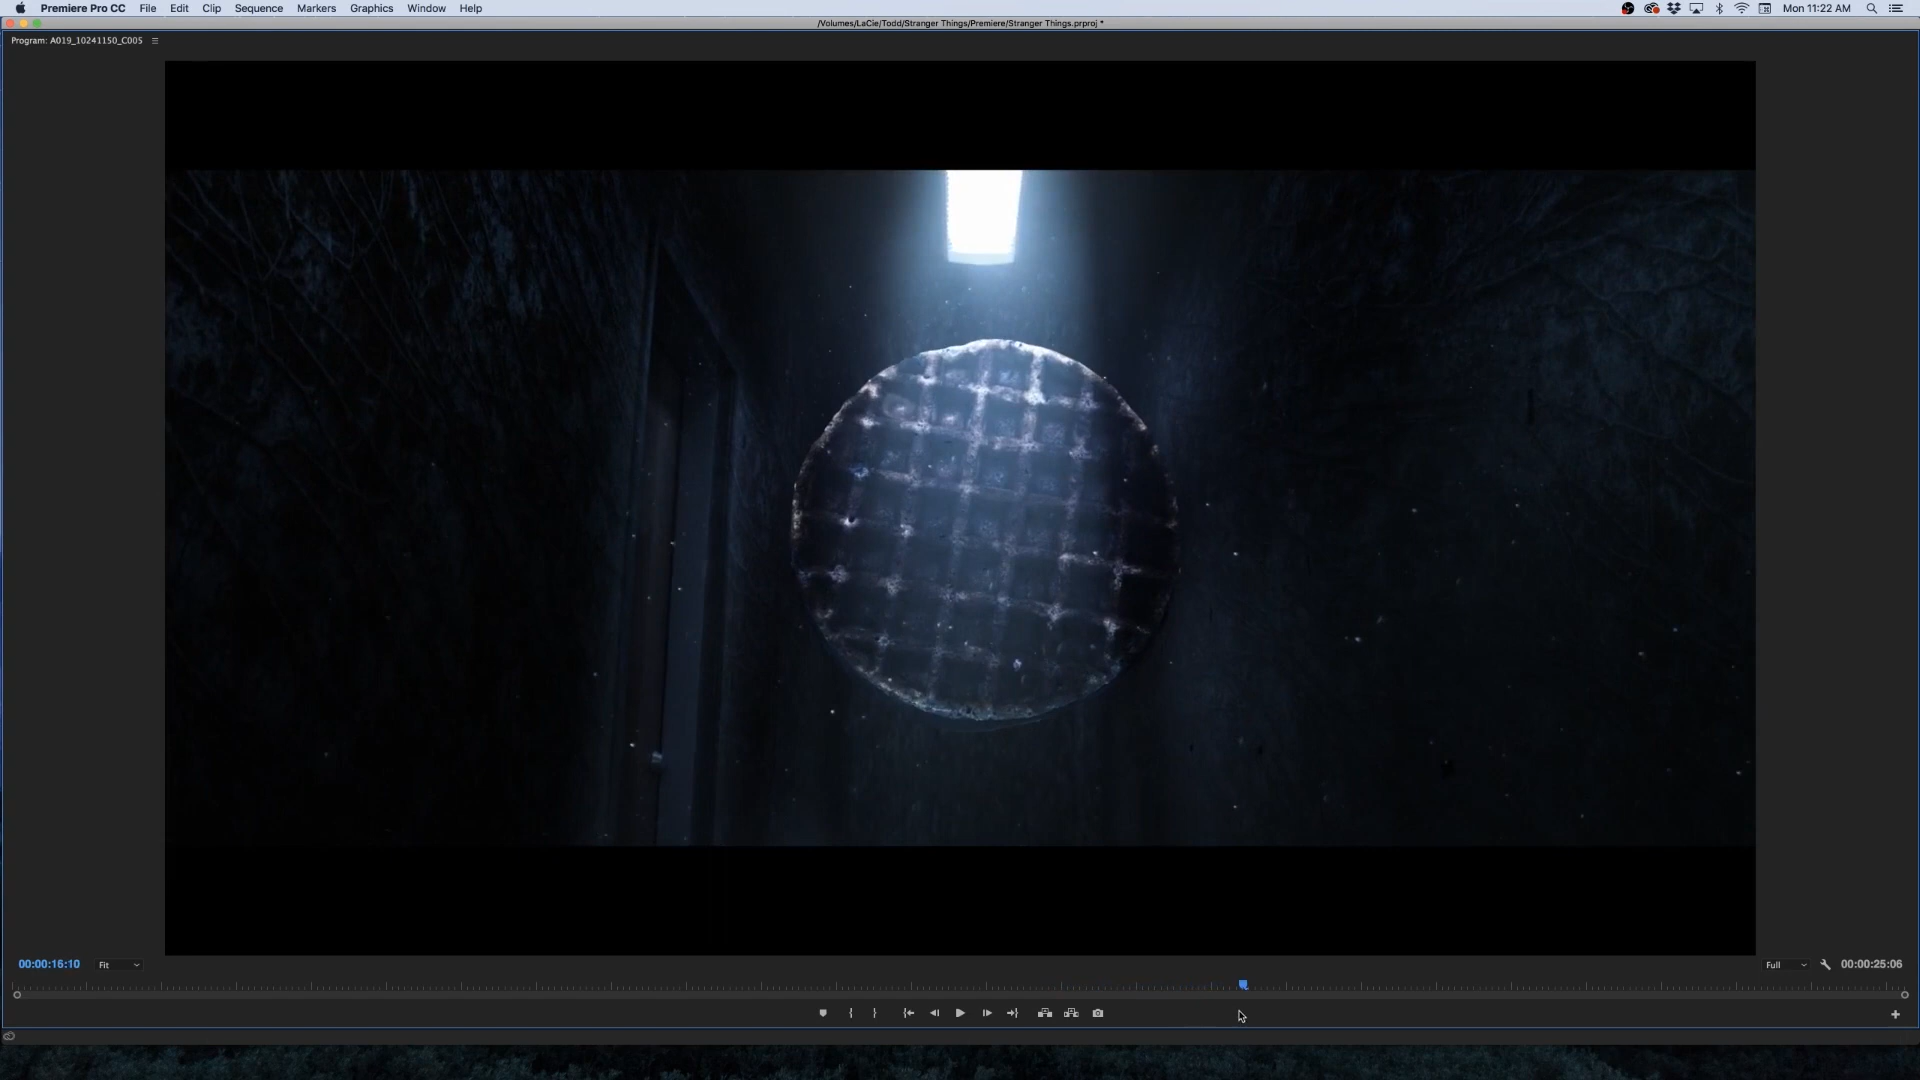 Premiere Pro CC File Edit Clip Sequence Markers Graphics Window Help Mon 11:22 AM
/Volumes/LaCie/Todd/Stranger Things/Premiere/Stranger Things.prproj *
Program: A019_10241150_C005
00:00:16:10 Fit Full 00:00:25:06